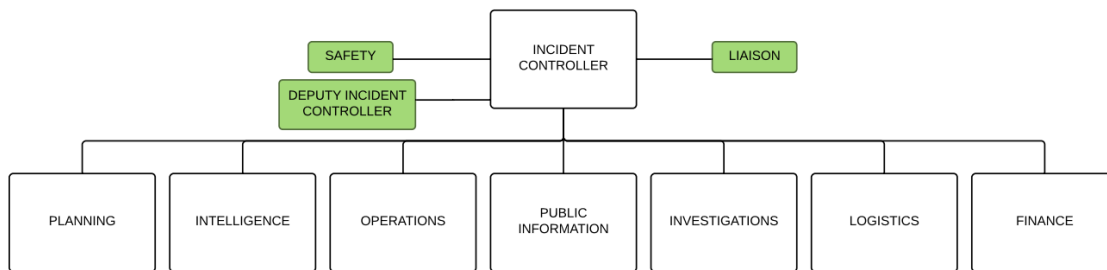 INCIDENT
CONTROLLER
SAFETY
LIAISON
DEPUTY INCIDENT
CONTROLLER
PLANNING
INTELLIGENCE
OPERATIONS
PUBLIC
INFORMATION
INVESTIGATIONS
LOGISTICS
FINANCE